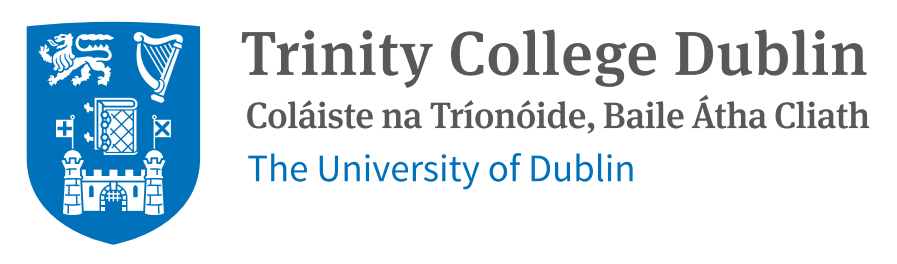 Trinity College Dublin
Coláiste na Tríonóide, Baile Átha Cliath
The University of Dublin